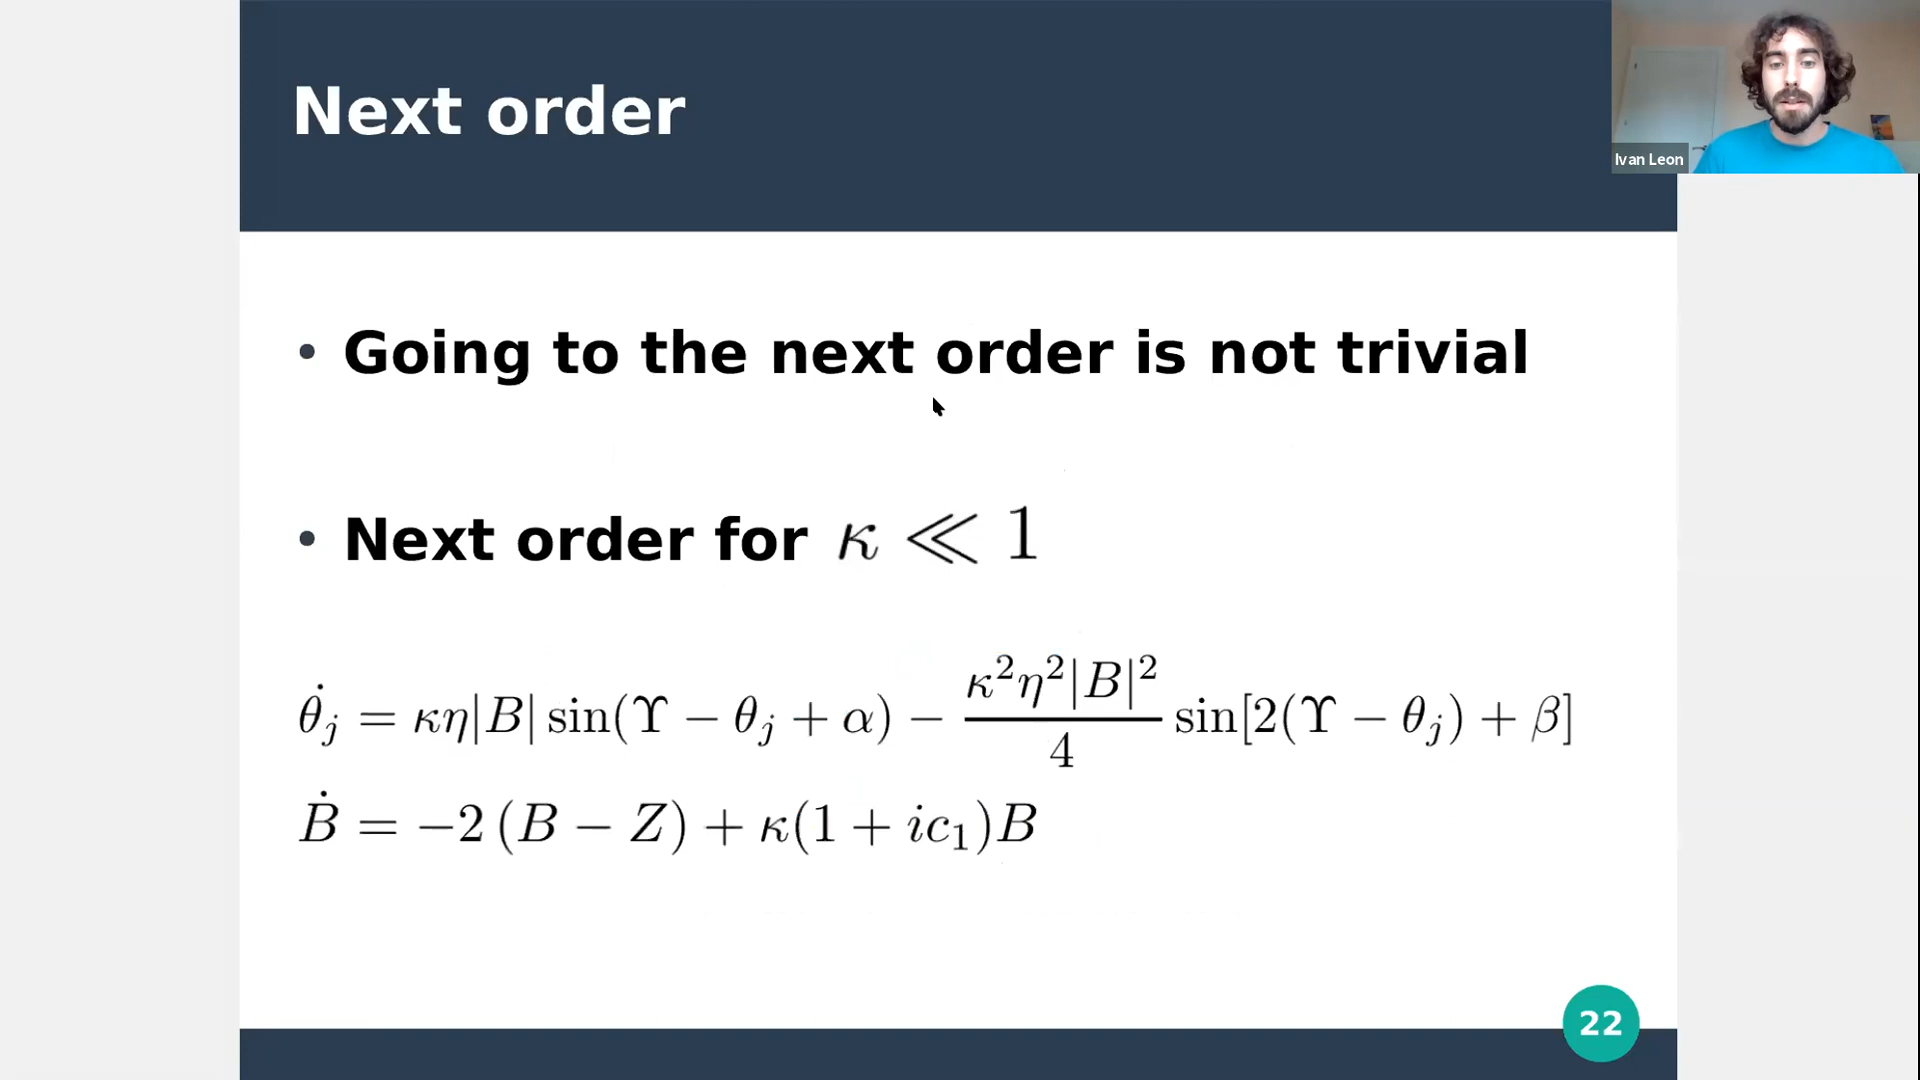 Next order
Ivan Leon
• Going to the next order is not trivial
• Next order for κ ≪ 1
θ̇ⱼ = κη|B| sin(ϒ − θⱼ + α) − κ²η²|B|²/4 sin[2(ϒ − θⱼ) + β]
Ḃ = −2 (B − Z) + κ(1 + ic₁)B
22